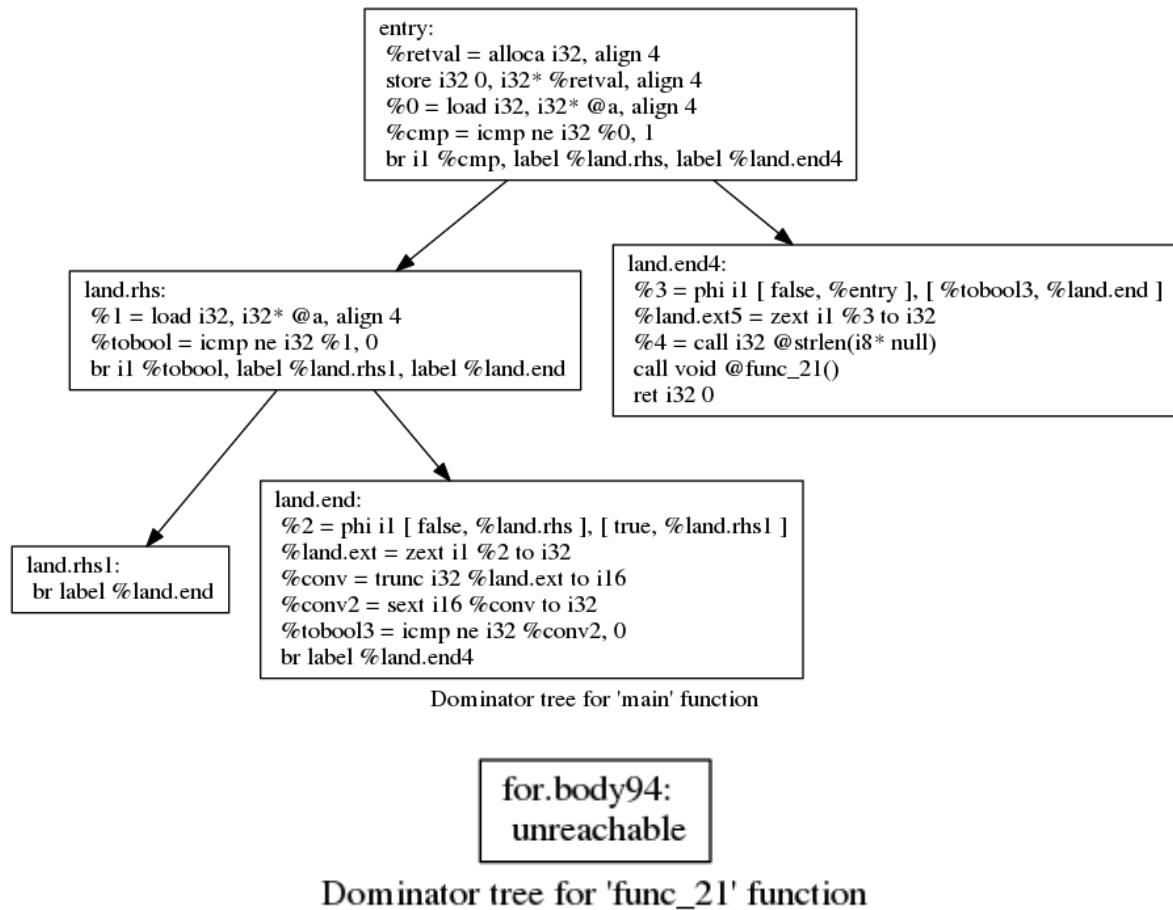 entry:
%retval = alloca i32, align 4
store i32 0, i32* %retval, align 4
%0 = load i32, i32* @a, align 4
%cmp = icmp ne i32 %0, 1
br i1 %cmp, label %land.rhs, label %land.end4
land.rhs:
%1 = load i32, i32* @a, align 4
%tobool = icmp ne i32 %1, 0
br i1 %tobool, label %land.rhs1, label %land.end
land.end4:
%3 = phi i1 [ false, %entry ], [ %tobool3, %land.end ]
%land.ext5 = zext i1 %3 to i32
%4 = call i32 @strlen(i8* null)
call void @func_21()
ret i32 0
land.rhs1:
br label %land.end
land.end:
%2 = phi i1 [ false, %land.rhs ], [ true, %land.rhs1 ]
%land.ext = zext i1 %2 to i32
%conv = trunc i32 %land.ext to i16
%conv2 = sext i16 %conv to i32
%tobool3 = icmp ne i32 %conv2, 0
br label %land.end4
Dominator tree for 'main' function
for.body94:
unreachable
Dominator tree for 'func_21' function